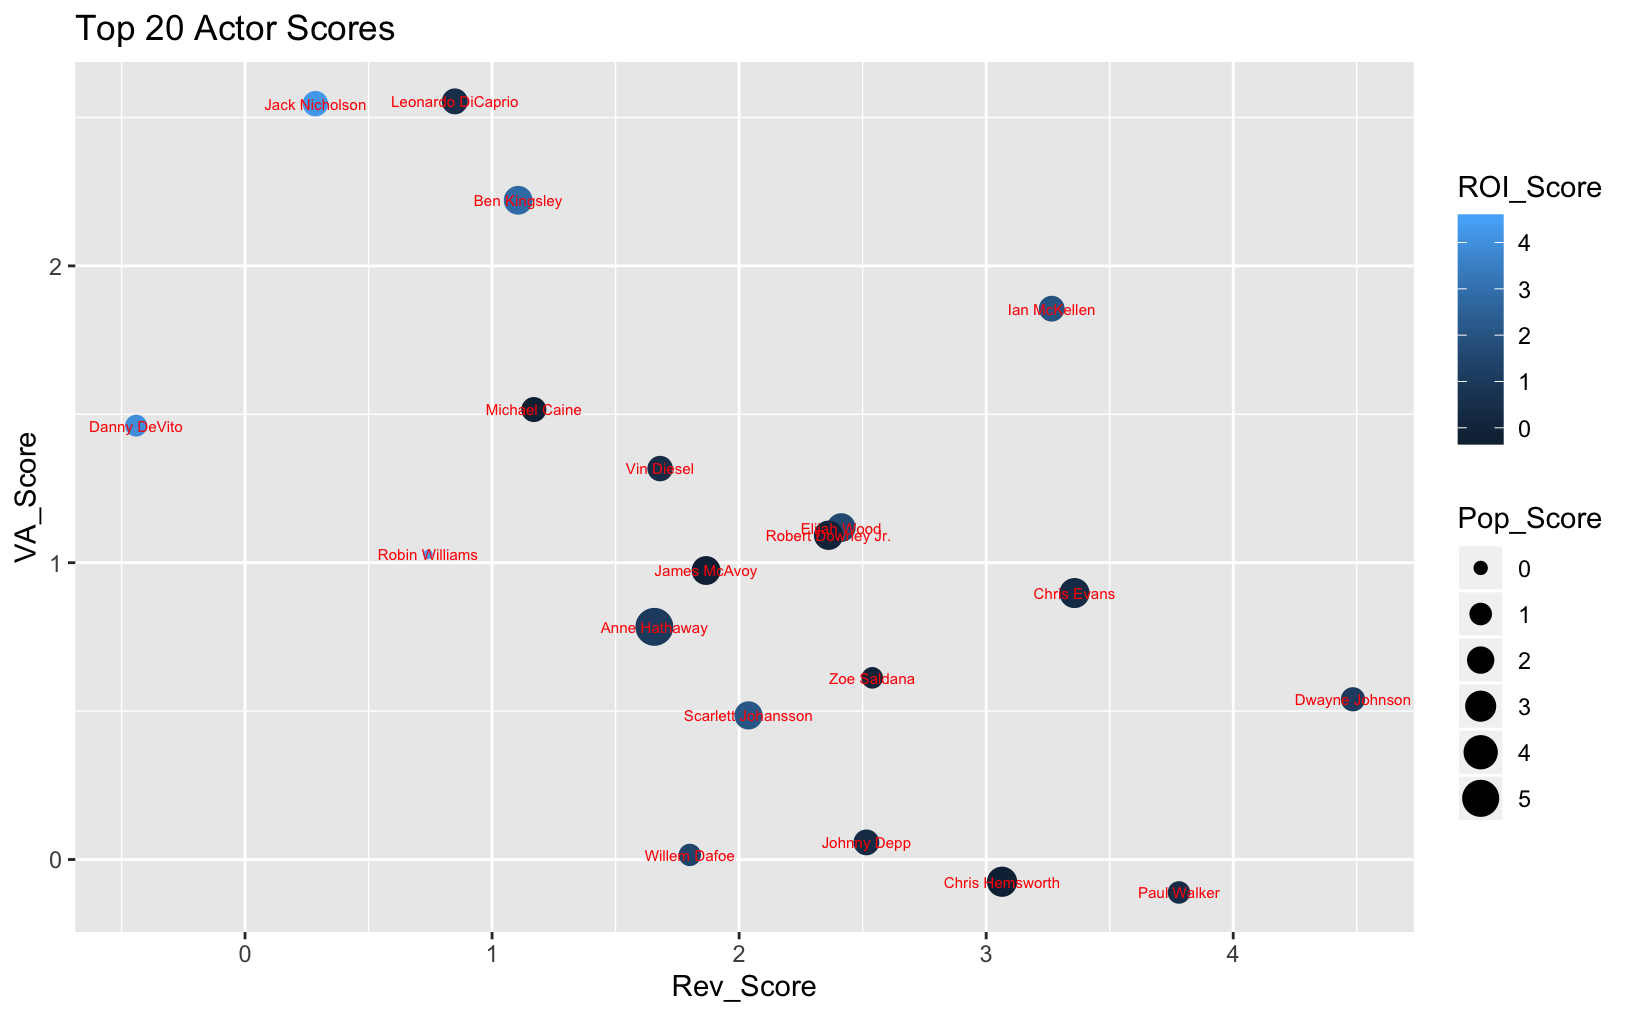 Top 20 Actor Scores
Jack Nicholson
Leonardo DiCaprio
Ben Kingsley
Ian McKellen
Michael Caine
Danny DeVito
Vin Diesel
Elijah Wood
Robert Downey Jr.
Robin Williams
James McAvoy
Chris Evans
Anne Hathaway
Zoe Saldana
Dwayne Johnson
Scarlett Johansson
Johnny Depp
Willem Dafoe
Chris Hemsworth
Paul Walker
2
1
0
VA_Score
0 1 2 3 4
Rev_Score
ROI_Score
4
3
2
1
0
Pop_Score
0
1
2
3
4
5